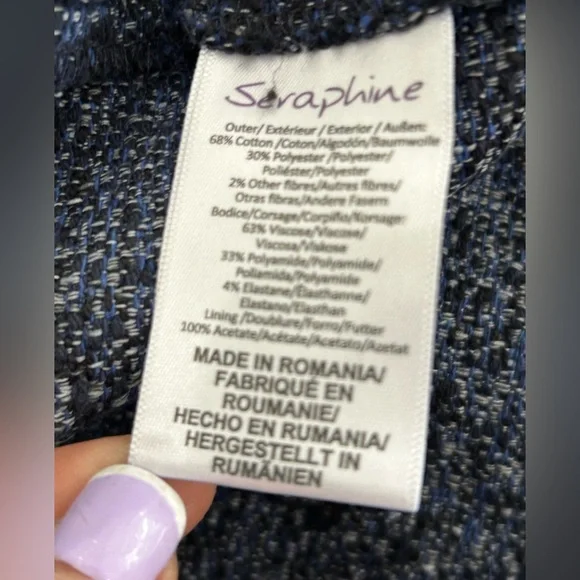 Seraphine
Outer/ Extérieur / Exterior / Außen:
68% Cotton /Coton/Algodón/Baumwolle
30% Polyester /Polyester/
Poliéster/Polyester
2% Other fibres/Autres fibres/
Otras fibras/Andere Fasern
Bodice/Corsage/Corpiño/Korsage:
63% Viscose/Viscose/
Viscosa/Viskose
33% Polyamide/Polyamide/
Poliamida/Polyamide
4% Elastane/Élasthanne/
Elastano/Elasthan
Lining /Doublure/Forro/Futter
100% Acetate/Acétate/Acetato/Azetat
MADE IN ROMANIA/
FABRIQUÉ EN
ROUMANIE/
HECHO EN RUMANIA/
HERGESTELLT IN
RUMÄNIEN